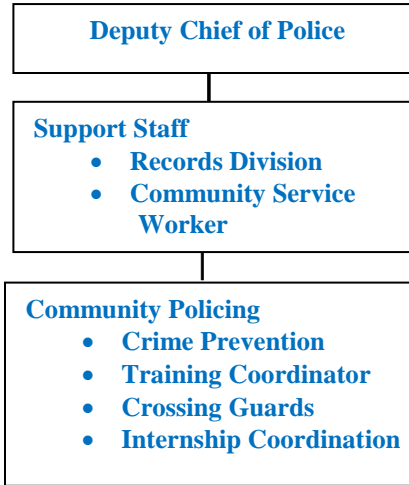 Deputy Chief of Police
Support Staff
• Records Division
• Community Service
Worker
Community Policing
• Crime Prevention
• Training Coordinator
• Crossing Guards
• Internship Coordination